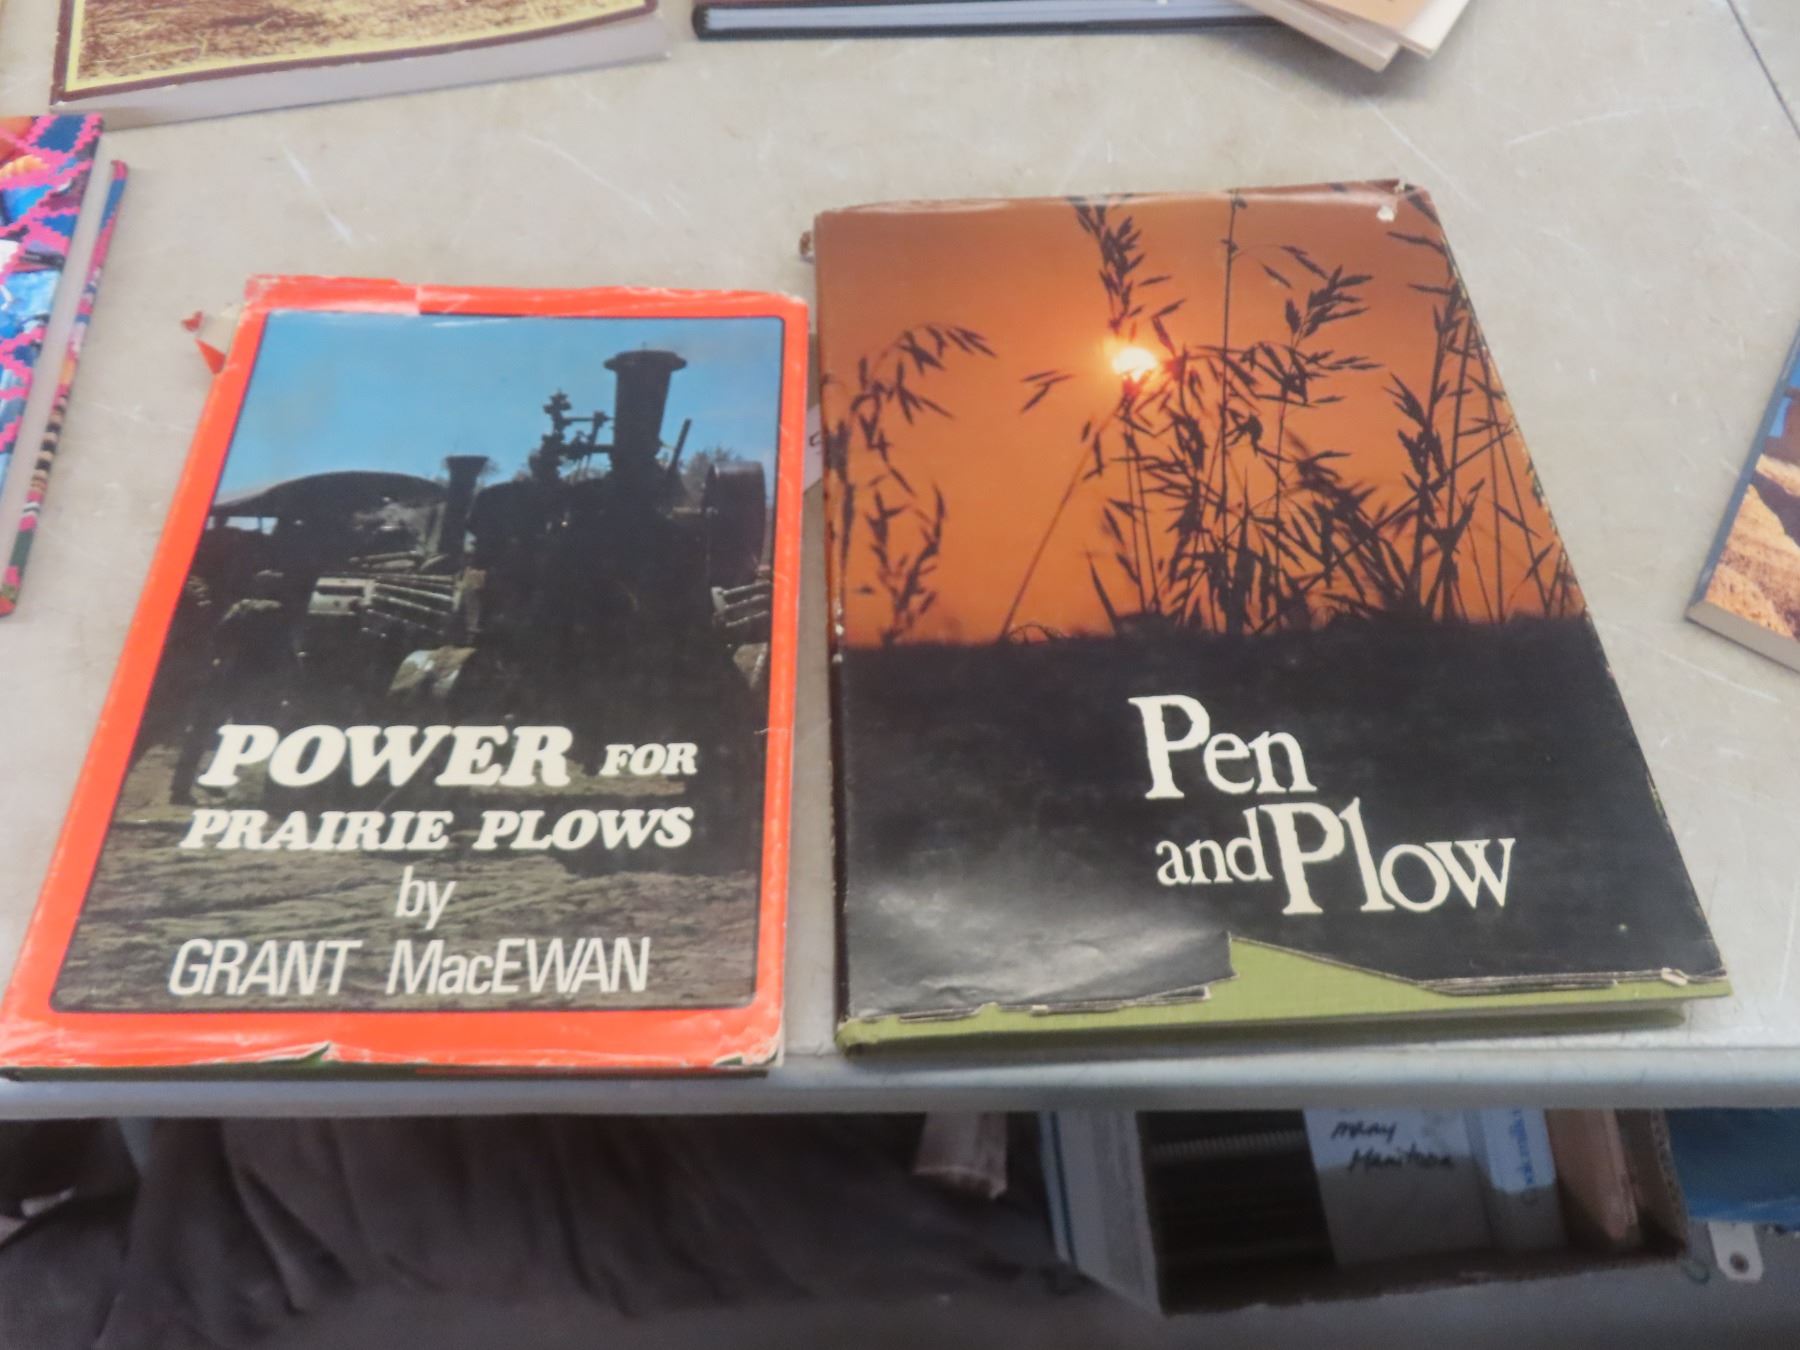 POWER FOR
PRAIRIE PLOWS
by
GRANT MacEWAN
Pen
and Plow